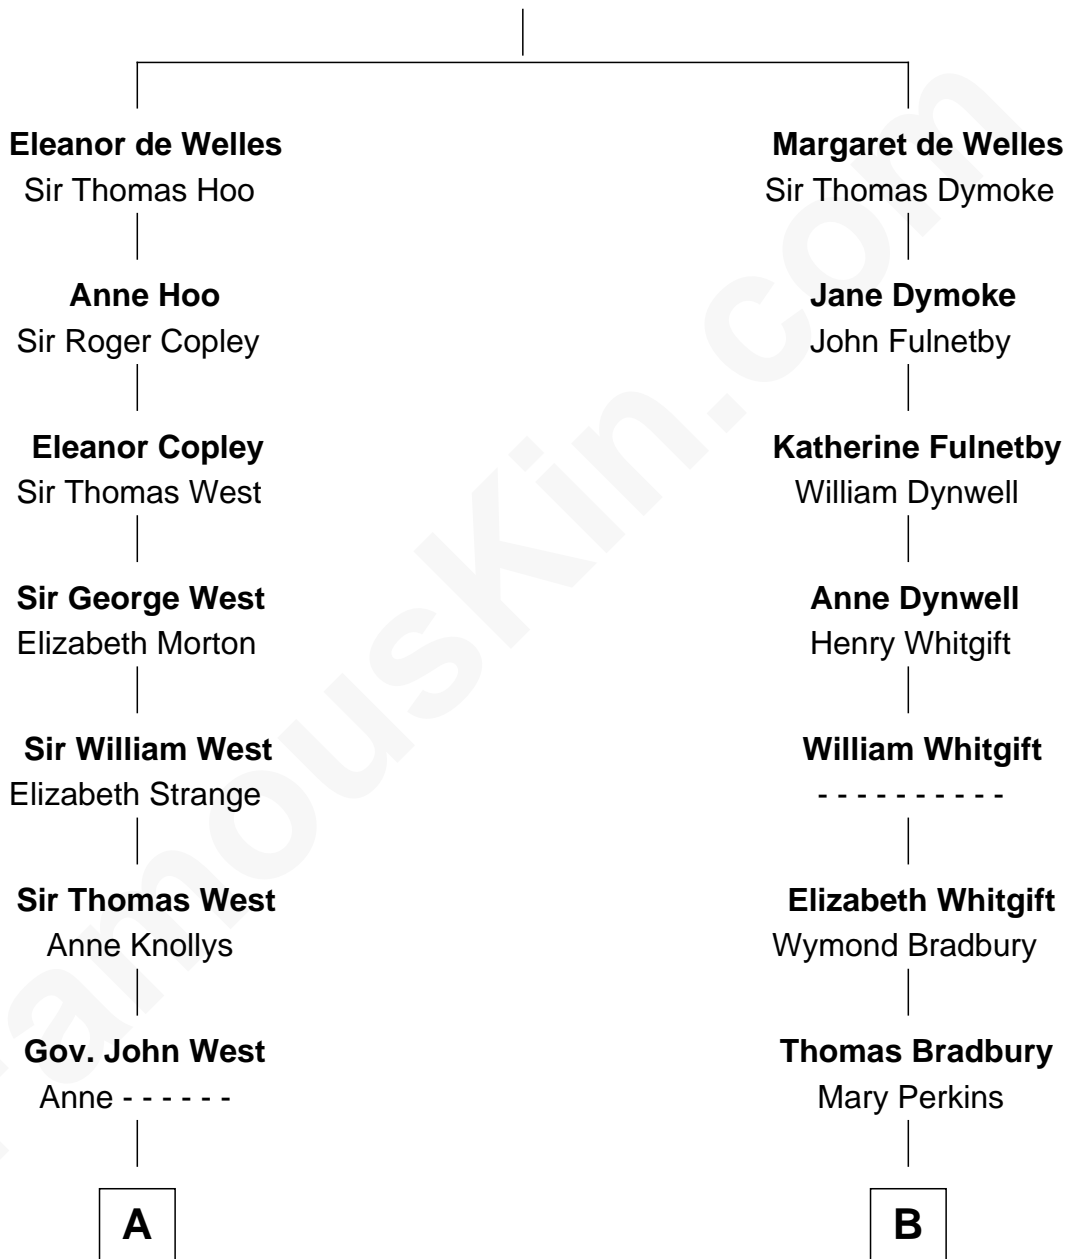 Eleanor de Welles
Sir Thomas Hoo
Anne Hoo
Sir Roger Copley
Eleanor Copley
Sir Thomas West
Sir George West
Elizabeth Morton
Sir William West
Elizabeth Strange
Sir Thomas West
Anne Knollys
Gov. John West
Anne - - - - - -
A
Margaret de Welles
Sir Thomas Dymoke
Jane Dymoke
John Fulnetby
Katherine Fulnetby
William Dynwell
Anne Dynwell
Henry Whitgift
William Whitgift
- - - - - - - - - -
Elizabeth Whitgift
Wymond Bradbury
Thomas Bradbury
Mary Perkins
B
FamousKin.com